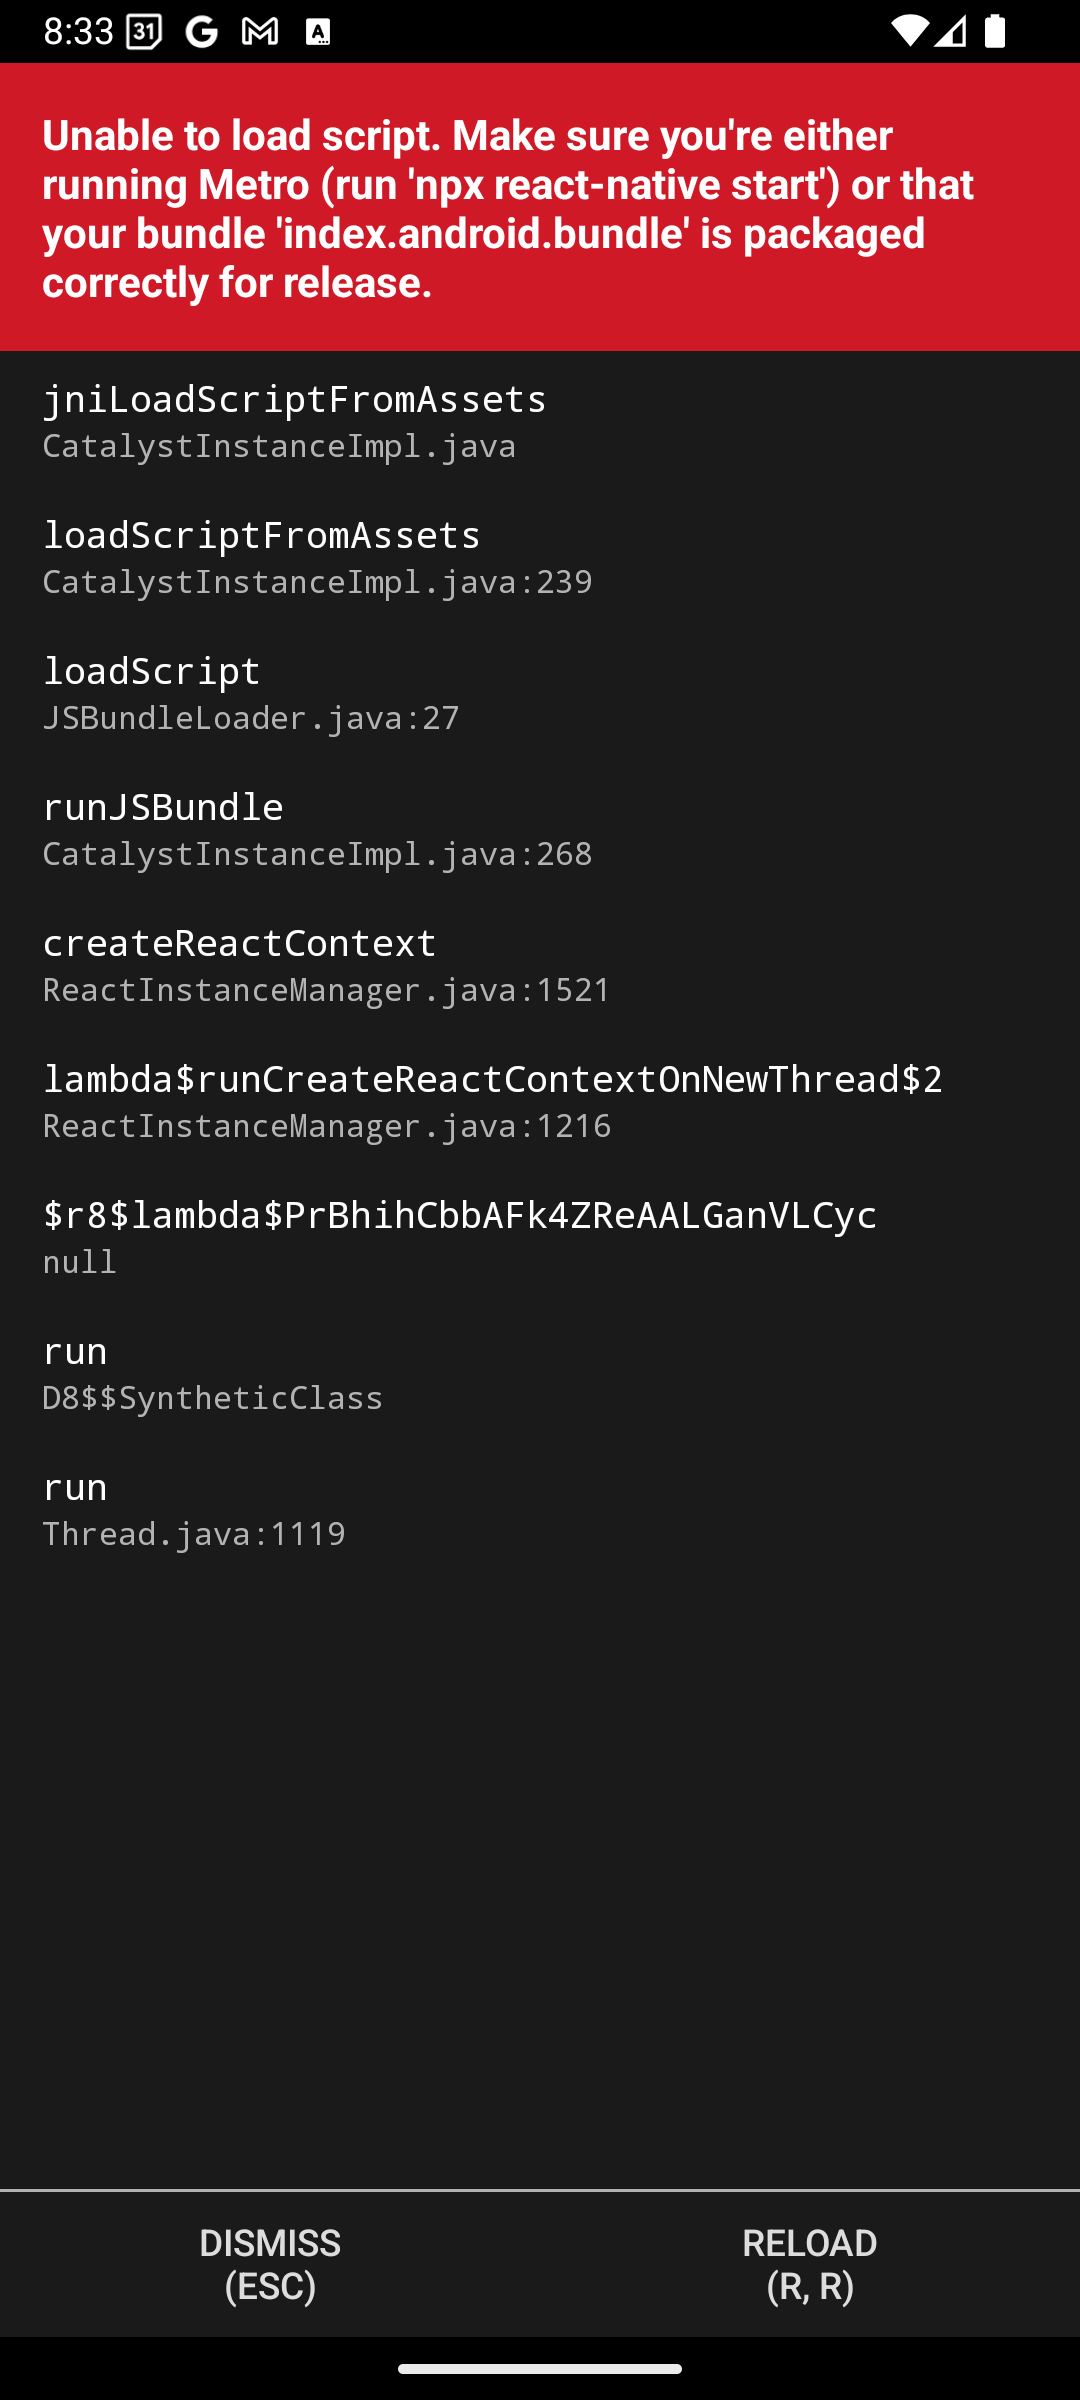 8:33 31 G M A
Unable to load script. Make sure you're either
running Metro (run 'npx react-native start') or that
your bundle 'index.android.bundle' is packaged
correctly for release.
jniLoadScriptFromAssets
CatalystInstanceImpl.java
loadScriptFromAssets
CatalystInstanceImpl.java:239
loadScript
JSBundleLoader.java:27
runJSBundle
CatalystInstanceImpl.java:268
createReactContext
ReactInstanceManager.java:1521
lambda$runCreateReactContextOnNewThread$2
ReactInstanceManager.java:1216
$r8$lambda$PrBhihCbbAFk4ZReAALGanVLCyc
null
run
D8$$SyntheticClass
run
Thread.java:1119
DISMISS
(ESC)
RELOAD
(R, R)